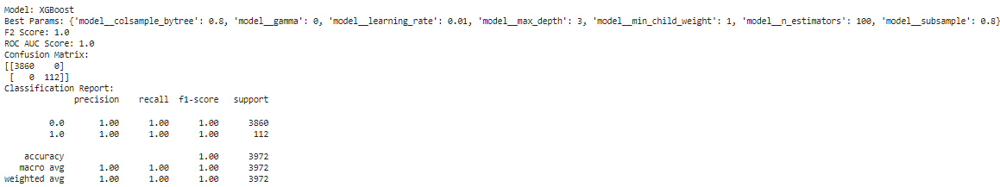 Model: XGBoost
Best Params: {'model__colsample_bytree': 0.8, 'model__gamma': 0, 'model__learning_rate': 0.01, 'model__max_depth': 3, 'model__min_child_weight': 1, 'model__n_estimators': 100, 'model__subsample': 0.8}
F2 Score: 1.0
ROC AUC Score: 1.0
Confusion Matrix:
[[3860    0]
 [   0  112]]
Classification Report:
              precision    recall  f1-score   support

         0.0       1.00      1.00      1.00      3860
         1.0       1.00      1.00      1.00       112

    accuracy                           1.00      3972
   macro avg       1.00      1.00      1.00      3972
weighted avg       1.00      1.00      1.00      3972